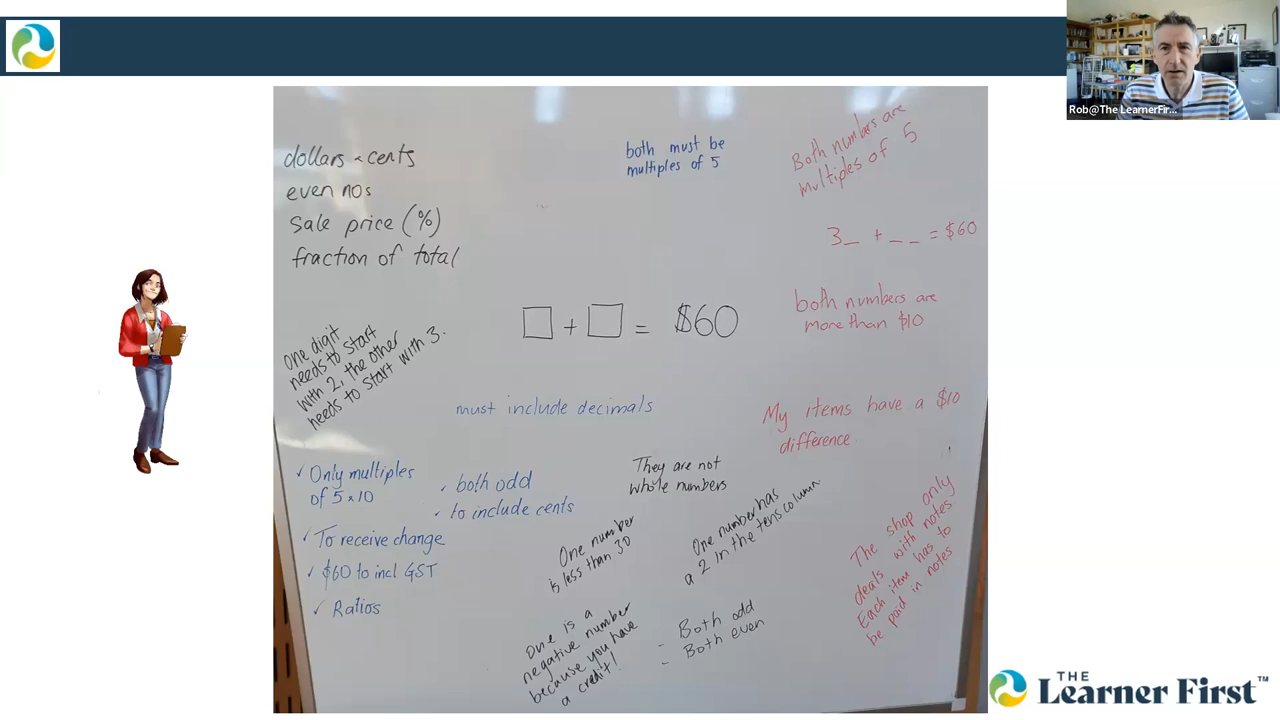 Rob@The LearnerFir...
dollars & cents
even nos
Sale price (%)
fraction of total
both must be
multiples of 5
Both numbers are
multiples of 5
3_ + _ _ = $60
both numbers are
more than $10
□ + □ = $60
One digit
needs to start
with 2, the other
needs to start with 3.
must include decimals
My items have a $10
difference
✓ Only multiples
of 5 x 10
✓ To receive change
✓ $60 to incl GST
✓ Ratios
✓ both odd
✓ to include cents
They are not
whole numbers
One number
is less than 30
One number has
a 2 in the tens column
One is a
negative number
because you have
a credit!
- Both odd
- Both even
The shop only
deals with notes
Each item has to
be paid in notes
THE
Learner First™